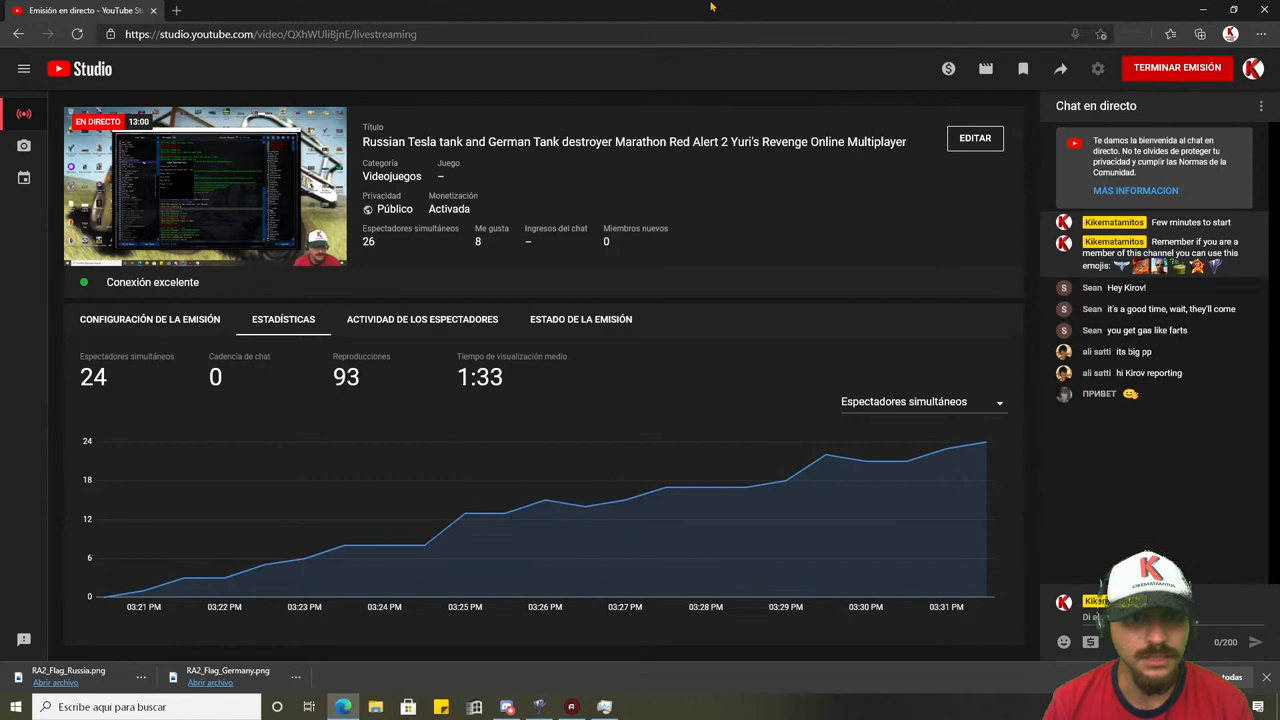 Emisión en directo - YouTube St
https://studio.youtube.com/video/QXhWUliBjnE/livestreaming
Studio
TERMINAR EMISIÓN
K
EN DIRECTO 13:00
Título
Russian Tesla tank and German Tank destroyer Marathon Red Alert 2 Yuri's Revenge Online Multiplayer
EDITAR
Categoría Juego
Videojuegos –
Privacidad Monetización
Público Activada
Espectadores simultáneos Me gusta Ingresos del chat Miembros nuevos
26 8 – 0
Conexión excelente
CONFIGURACIÓN DE LA EMISIÓN ESTADÍSTICAS ACTIVIDAD DE LOS ESPECTADORES ESTADO DE LA EMISIÓN
Espectadores simultáneos Cadencia de chat Reproducciones Tiempo de visualización medio
24 0 93 1:33
Espectadores simultáneos
24
18
12
6
0
03:21 PM 03:22 PM 03:23 PM 03:24 PM 03:25 PM 03:26 PM 03:27 PM 03:28 PM 03:29 PM 03:30 PM 03:31 PM
Chat en directo
Te damos la bienvenida al chat en
directo. No te olvides de proteger tu
privacidad y cumplir las Normas de la
Comunidad.
MÁS INFORMACIÓN
Kikematamitos Few minutes to start
Kikematamitos Remember if you are a
member of this channel you can use this
emojis:
S Sean Hey Kirov!
S Sean it's a good time, wait, they'll come
S Sean you get gas like farts
ali satti its big pp
ali satti hi Kirov reporting
ПРИВЕТ
K
KIKEMATAMITOS
0/200
todas
RA2_Flag_Russia.png
Abrir archivo
RA2_Flag_Germany.png
Abrir archivo
Escribe aquí para buscar